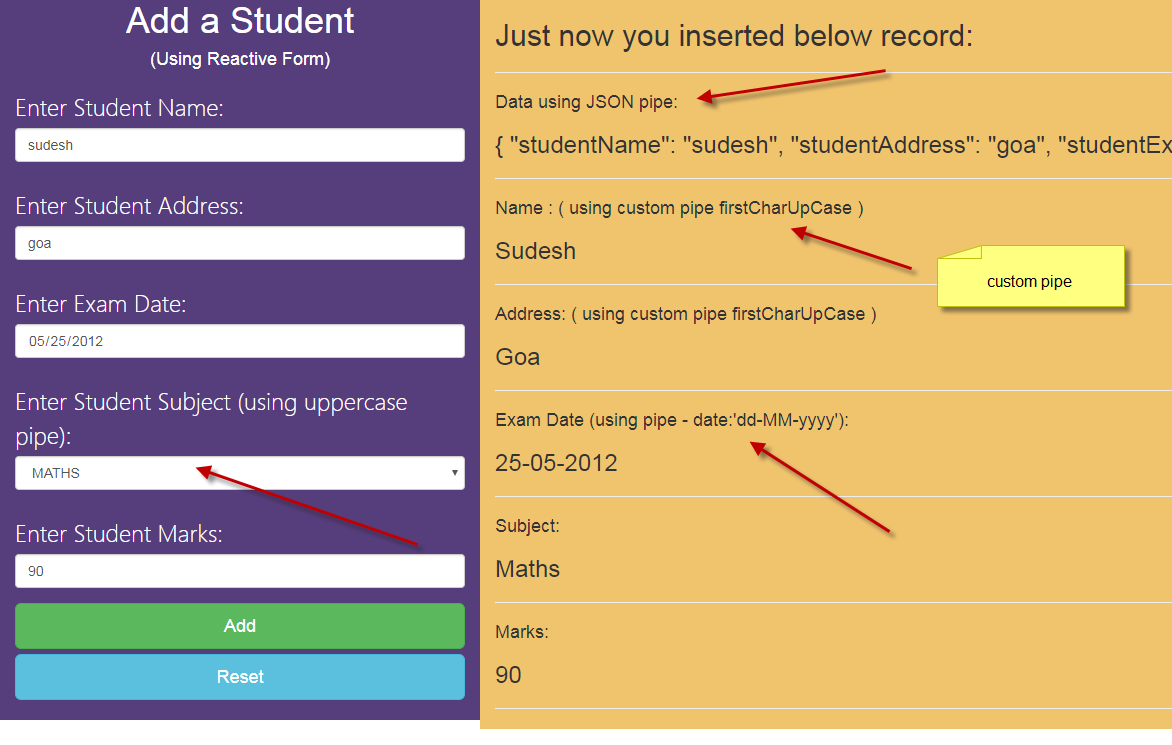 Add a Student
(Using Reactive Form)
Enter Student Name:
sudesh
Enter Student Address:
goa
Enter Exam Date:
05/25/2012
Enter Student Subject (using uppercase
pipe):
MATHS
Enter Student Marks:
90
Add
Reset
Just now you inserted below record:
Data using JSON pipe:
{ "studentName": "sudesh", "studentAddress": "goa", "studentEx
Name : ( using custom pipe firstCharUpCase )
Sudesh
custom pipe
Address: ( using custom pipe firstCharUpCase )
Goa
Exam Date (using pipe - date:'dd-MM-yyyy'):
25-05-2012
Subject:
Maths
Marks:
90